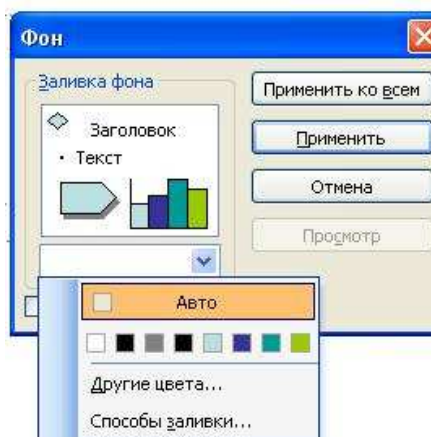 Фон
Заливка фона
Заголовок
• Текст
Применить ко всем
Применить
Отмена
Просмотр
Авто
Другие цвета...
Способы заливки...